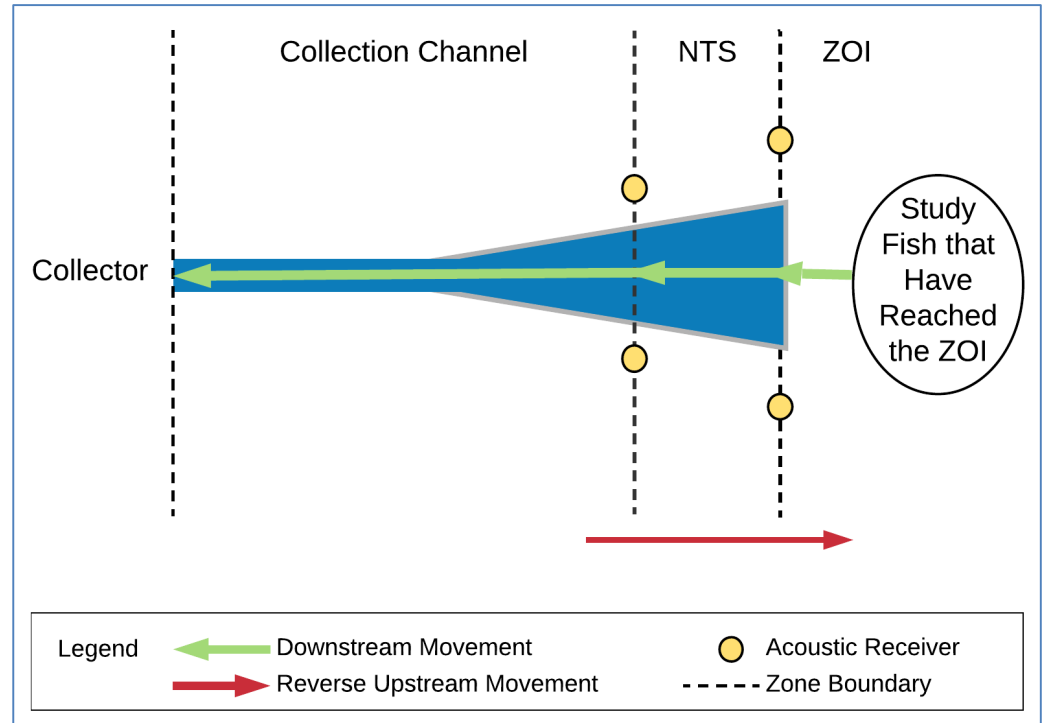 Collection Channel
NTS
ZOI
Collector
Study
Fish that
Have
Reached
the ZOI
Legend
Downstream Movement
Acoustic Receiver
Reverse Upstream Movement
Zone Boundary